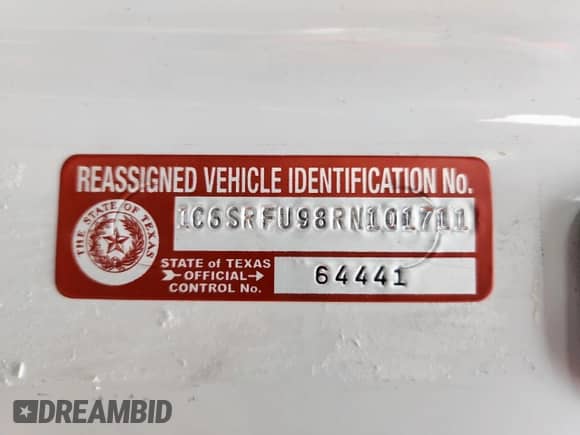 REASSIGNED VEHICLE IDENTIFICATION No.
1C6SRFU98RN101711
THE STATE OF TEXAS
STATE of TEXAS
OFFICIAL
CONTROL No.
64441
DREAMBID